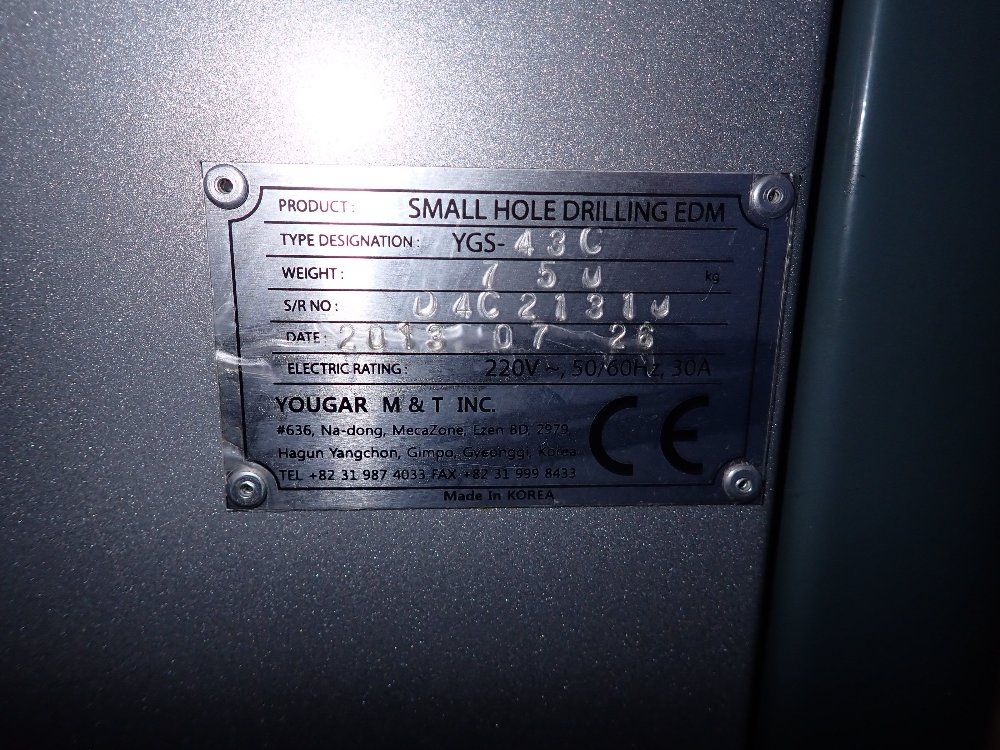 PRODUCT: SMALL HOLE DRILLING EDM
TYPE DESIGNATION: YGS-43C
WEIGHT: 750 kg
S/R NO: 04C21310
DATE: 2013 07 26
ELECTRIC RATING: 220V ~, 50/60Hz, 30A
YOUGAR M & T INC.
#636, Na-dong, MecaZone, Ezen BD, 2979,
Hagun Yangchon, Gimpo, Gyeonggi, Korea
TEL +82 31 987 4033, FAX +82 31 999 8433
CE
Made In KOREA